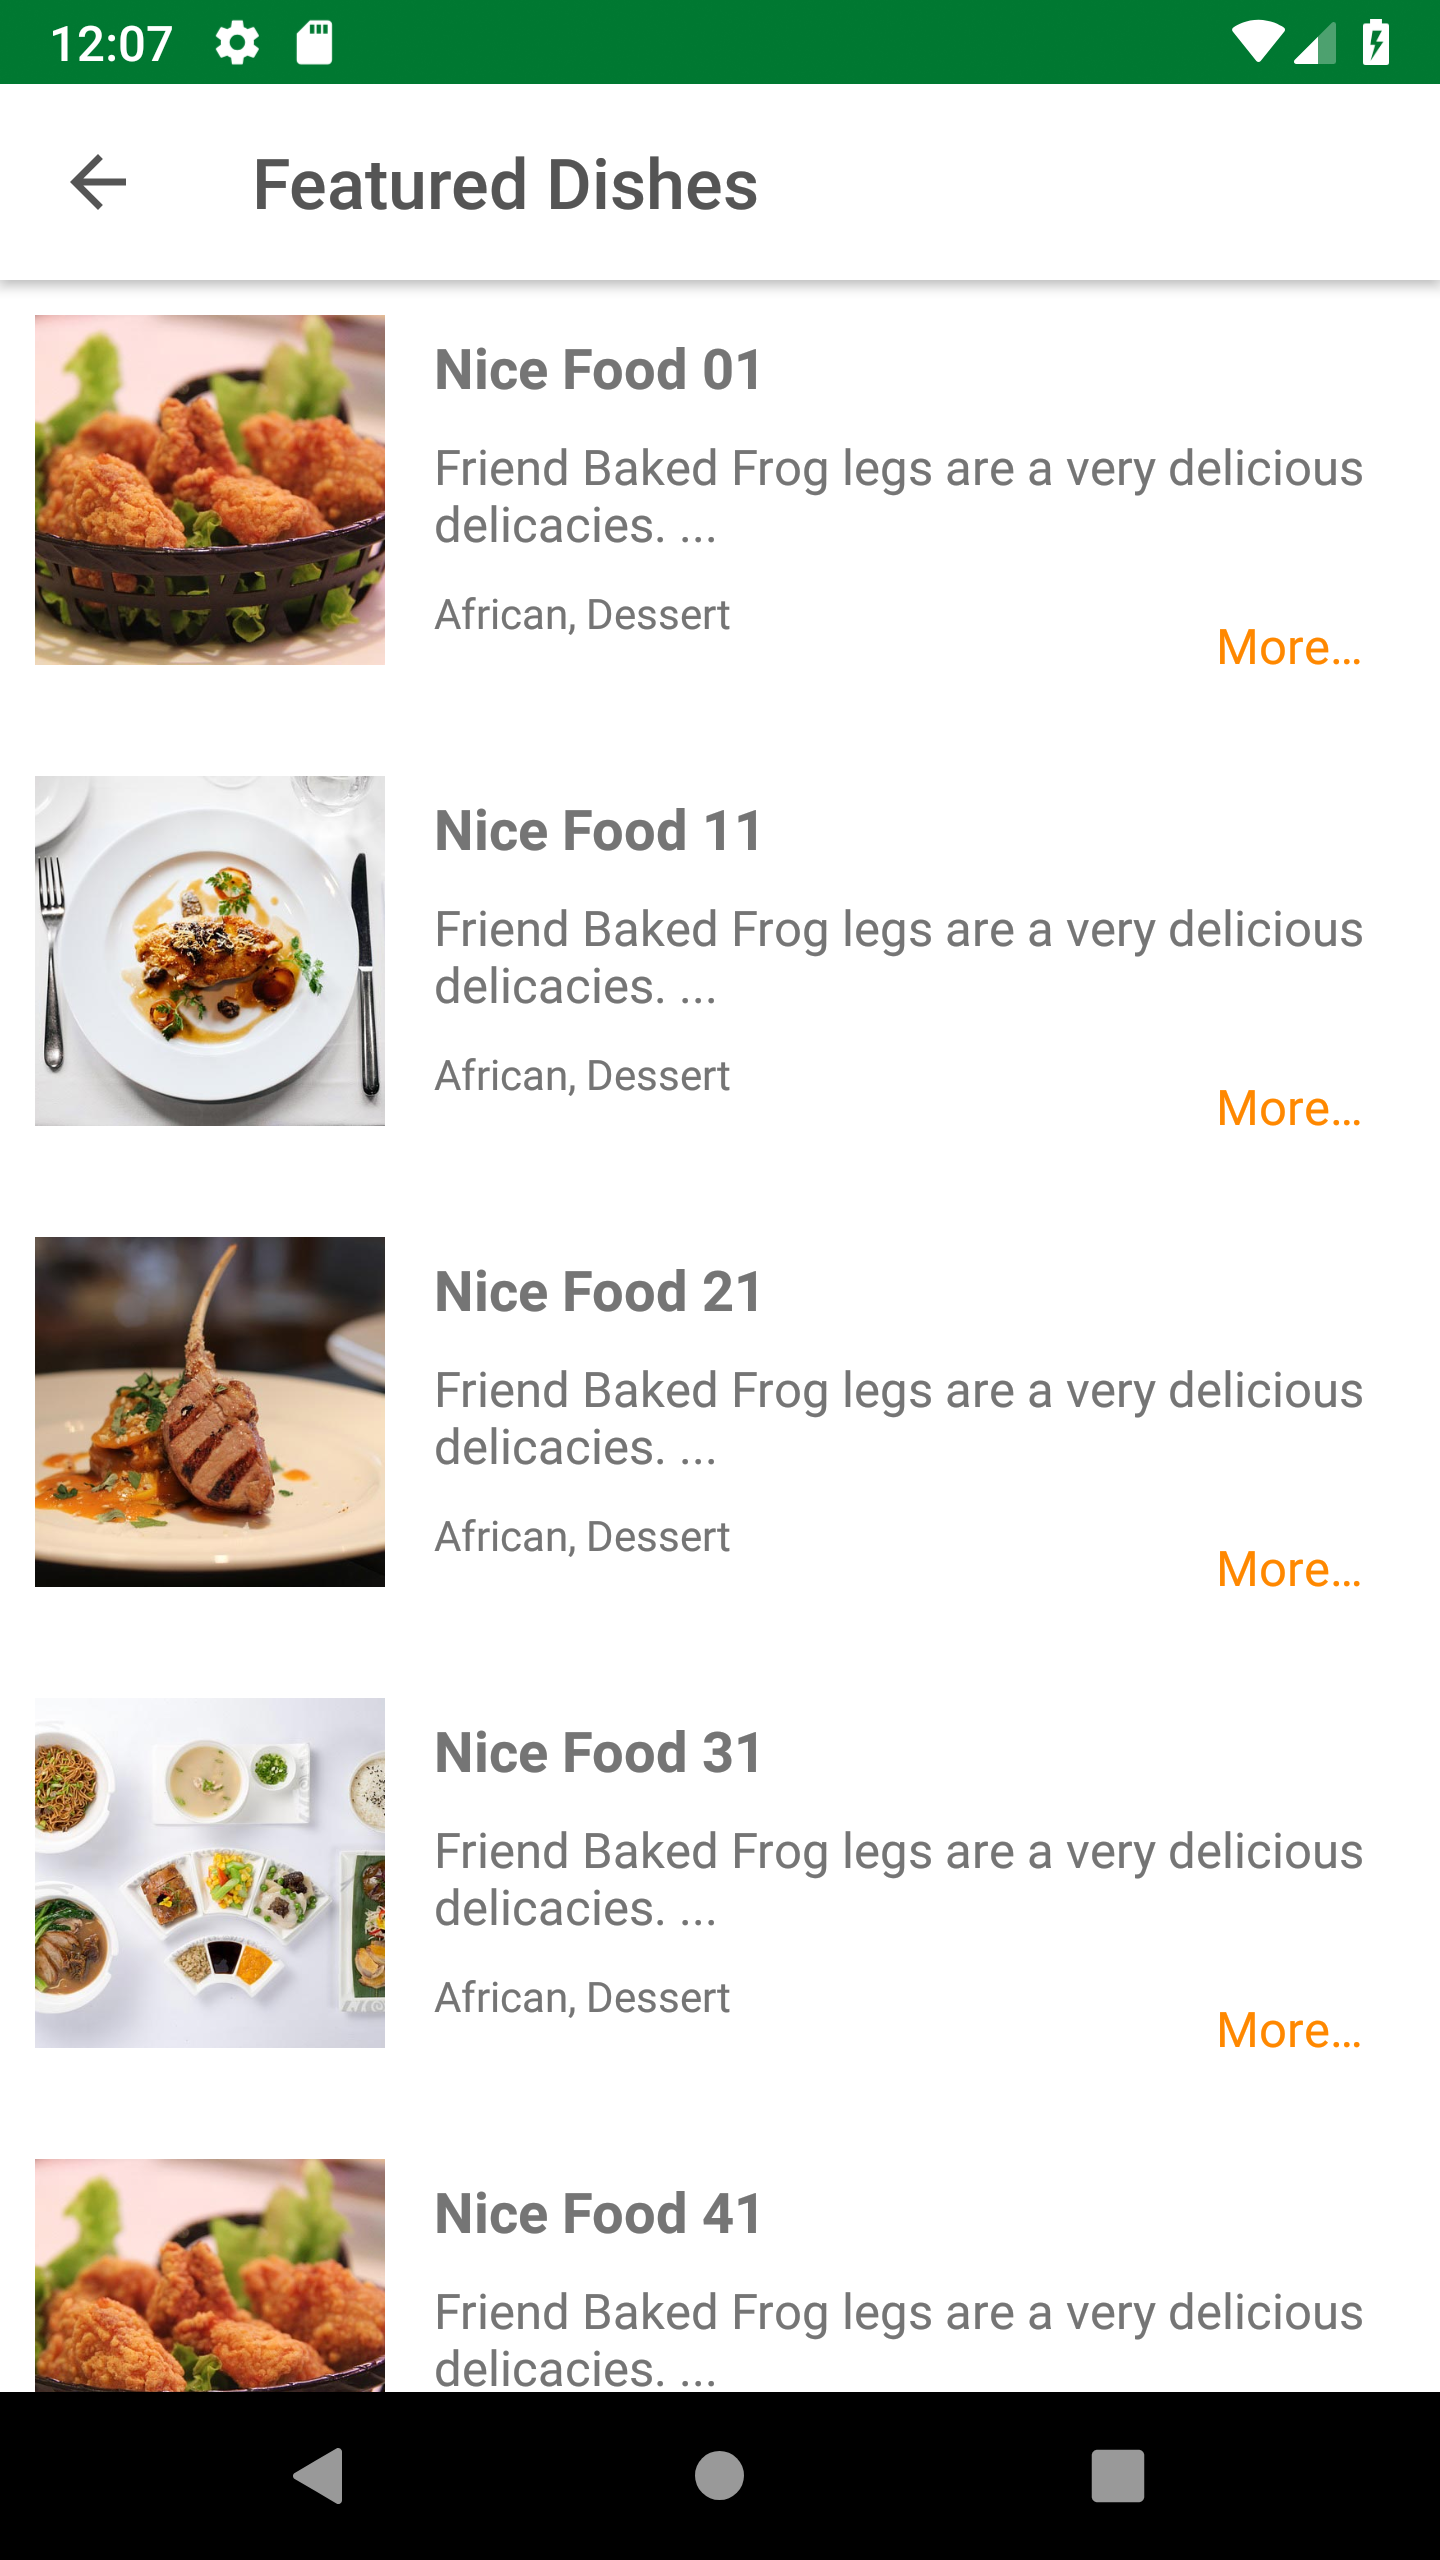 12:07
Featured Dishes
Nice Food 01
Friend Baked Frog legs are a very delicious
delicacies. ...
African, Dessert
More...
Nice Food 11
Friend Baked Frog legs are a very delicious
delicacies. ...
African, Dessert
More...
Nice Food 21
Friend Baked Frog legs are a very delicious
delicacies. ...
African, Dessert
More...
Nice Food 31
Friend Baked Frog legs are a very delicious
delicacies. ...
African, Dessert
More...
Nice Food 41
Friend Baked Frog legs are a very delicious
delicacies. ...